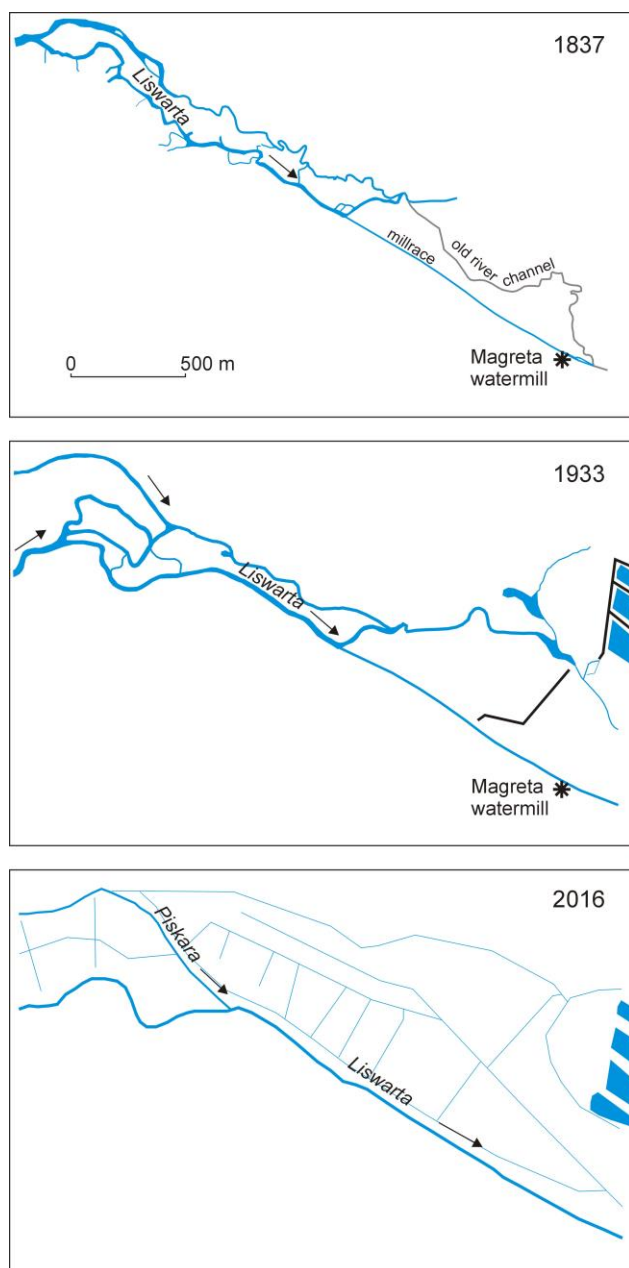 1837
Liswarta
millrace
old river channel
0 500 m
Magreta
watermill
1933
Liswarta
Magreta
watermill
2016
Piskara
Liswarta